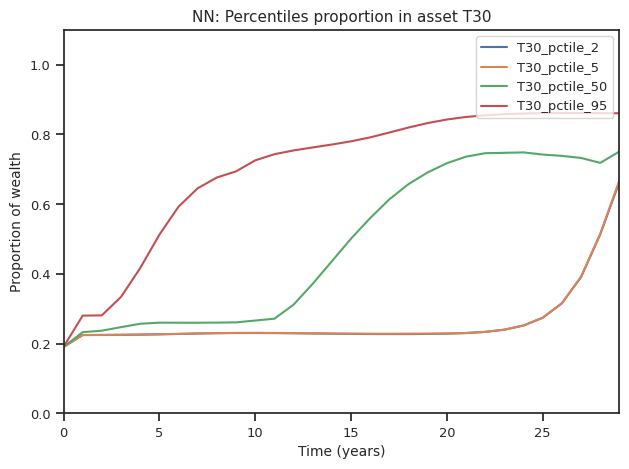 NN: Percentiles proportion in asset T30
T30_pctile_2
T30_pctile_5
T30_pctile_50
T30_pctile_95
Proportion of wealth
1.0
0.8
0.6
0.4
0.2
0.0
0 5 10 15 20 25
Time (years)